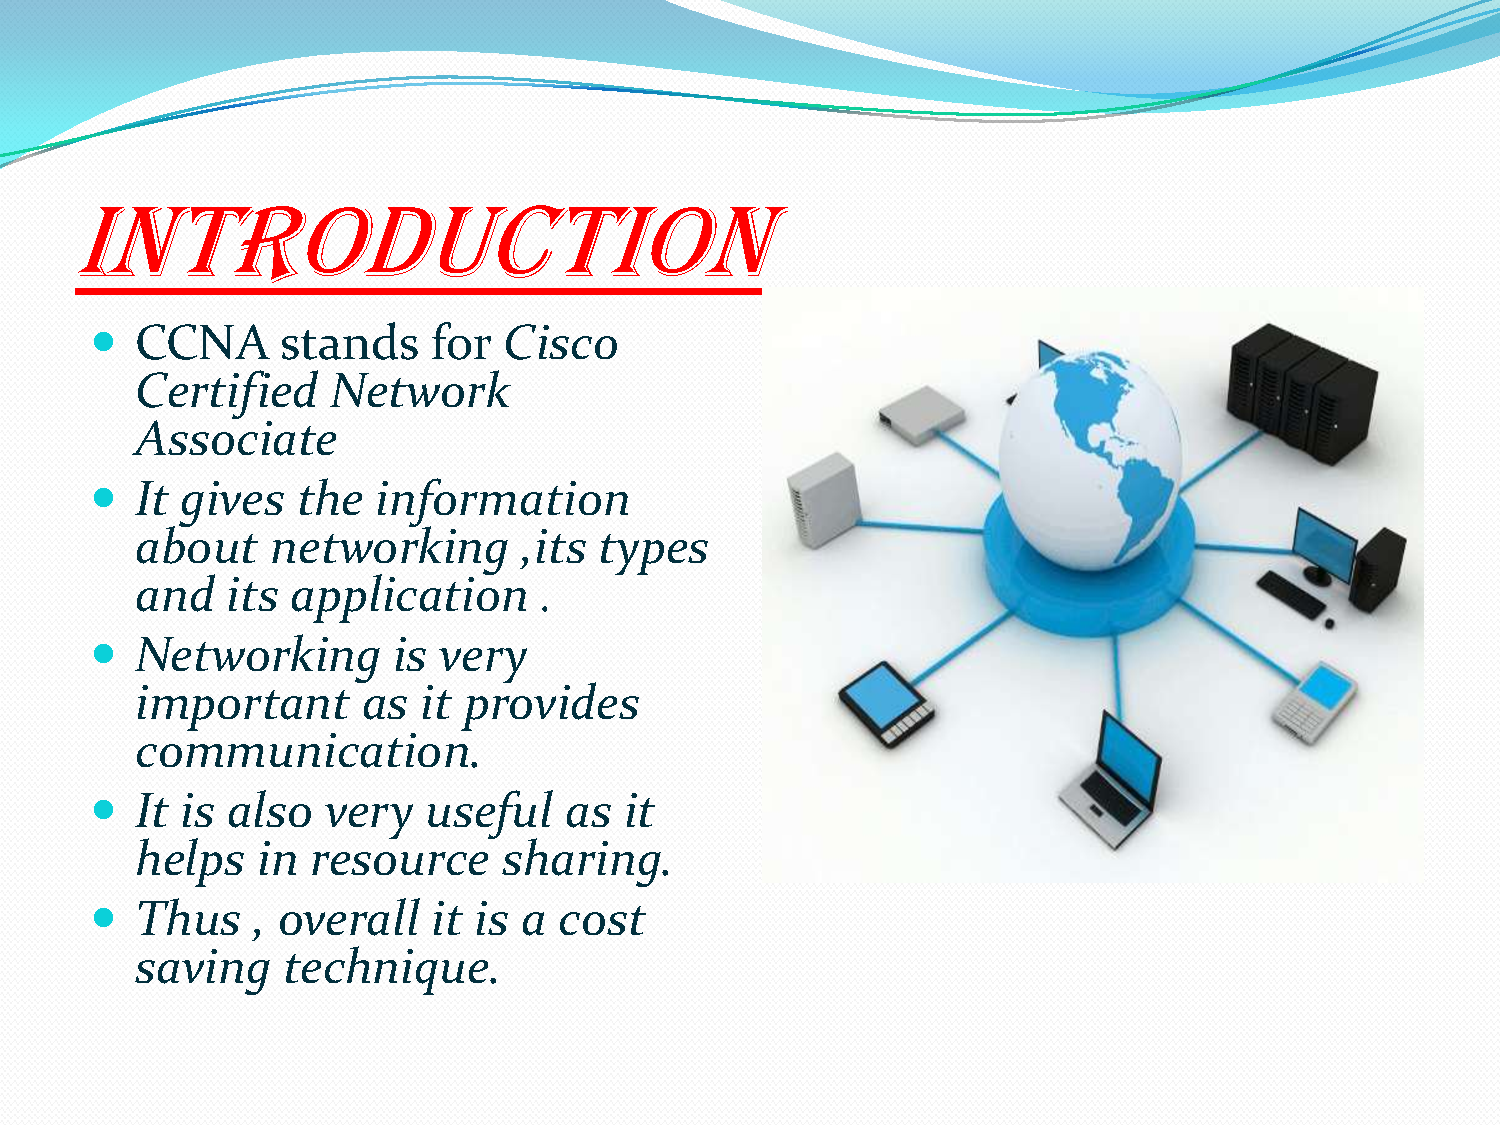 INTRODUCTION
CCNA stands for Cisco
Certified Network
Associate
It gives the information
about networking ,its types
and its application .
Networking is very
important as it provides
communication.
It is also very useful as it
helps in resource sharing.
Thus , overall it is a cost
saving technique.